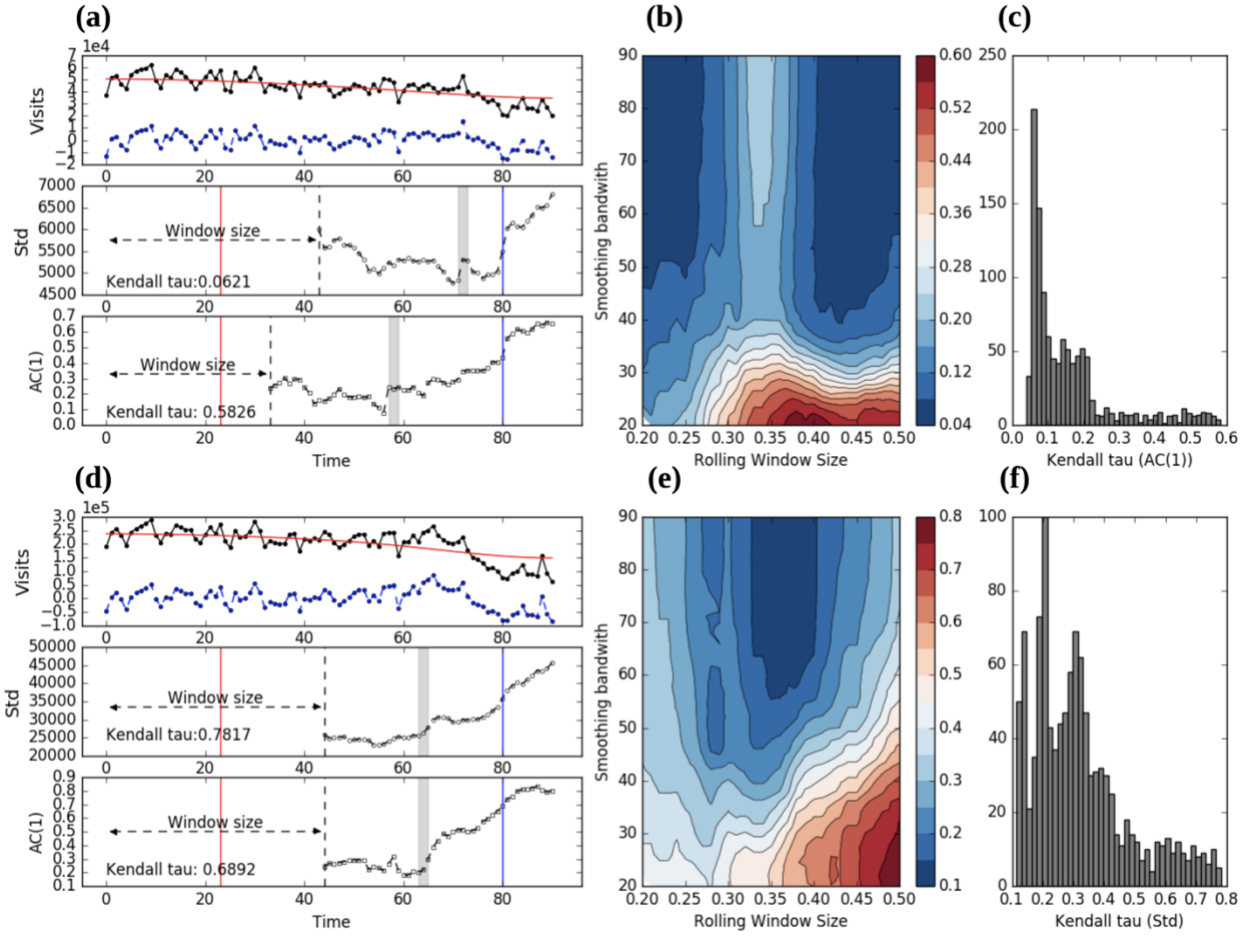 (a)
(b)
(c)
1e4
Visits
7
6
5
4
3
2
1
0
−1
−2
0 20 40 60 80
Std
7000
6500
6000
5500
5000
4500
Window size
Kendall tau:0.0621
0 20 40 60 80
AC(1)
0.7
0.6
0.5
0.4
0.3
0.2
0.1
0.0
Window size
Kendall tau: 0.5826
0 20 40 60 80
Time
Smoothing bandwith
90
80
70
60
50
40
30
20
0.20 0.25 0.30 0.35 0.40 0.45 0.50
Rolling Window Size
0.60
0.52
0.44
0.36
0.28
0.20
0.12
0.04
250
200
150
100
50
0
0.0 0.1 0.2 0.3 0.4 0.5 0.6
Kendall tau (AC(1))
(d)
(e)
(f)
1e5
Visits
3.0
2.5
2.0
1.5
1.0
0.5
0.0
−0.5
−1.0
0 20 40 60 80
Std
50000
45000
40000
35000
30000
25000
20000
Window size
Kendall tau:0.7817
0 20 40 60 80
AC(1)
0.9
0.8
0.7
0.6
0.5
0.4
0.3
0.2
0.1
Window size
Kendall tau: 0.6892
0 20 40 60 80
Time
Smoothing bandwith
90
80
70
60
50
40
30
20
0.20 0.25 0.30 0.35 0.40 0.45 0.50
Rolling Window Size
0.8
0.7
0.6
0.5
0.4
0.3
0.2
0.1
100
80
60
40
20
0
0.1 0.2 0.3 0.4 0.5 0.6 0.7 0.8
Kendall tau (Std)